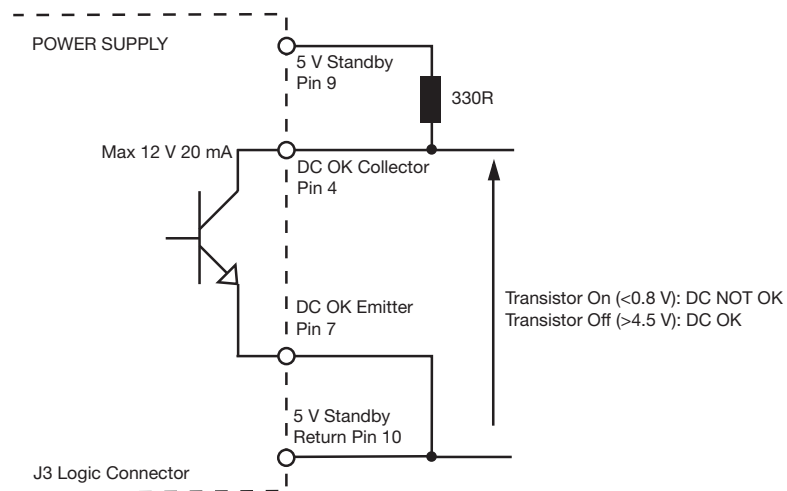 POWER SUPPLY
5 V Standby
Pin 9
330R
Max 12 V 20 mA
DC OK Collector
Pin 4
DC OK Emitter
Pin 7
Transistor On (<0.8 V): DC NOT OK
Transistor Off (>4.5 V): DC OK
5 V Standby
Return Pin 10
J3 Logic Connector